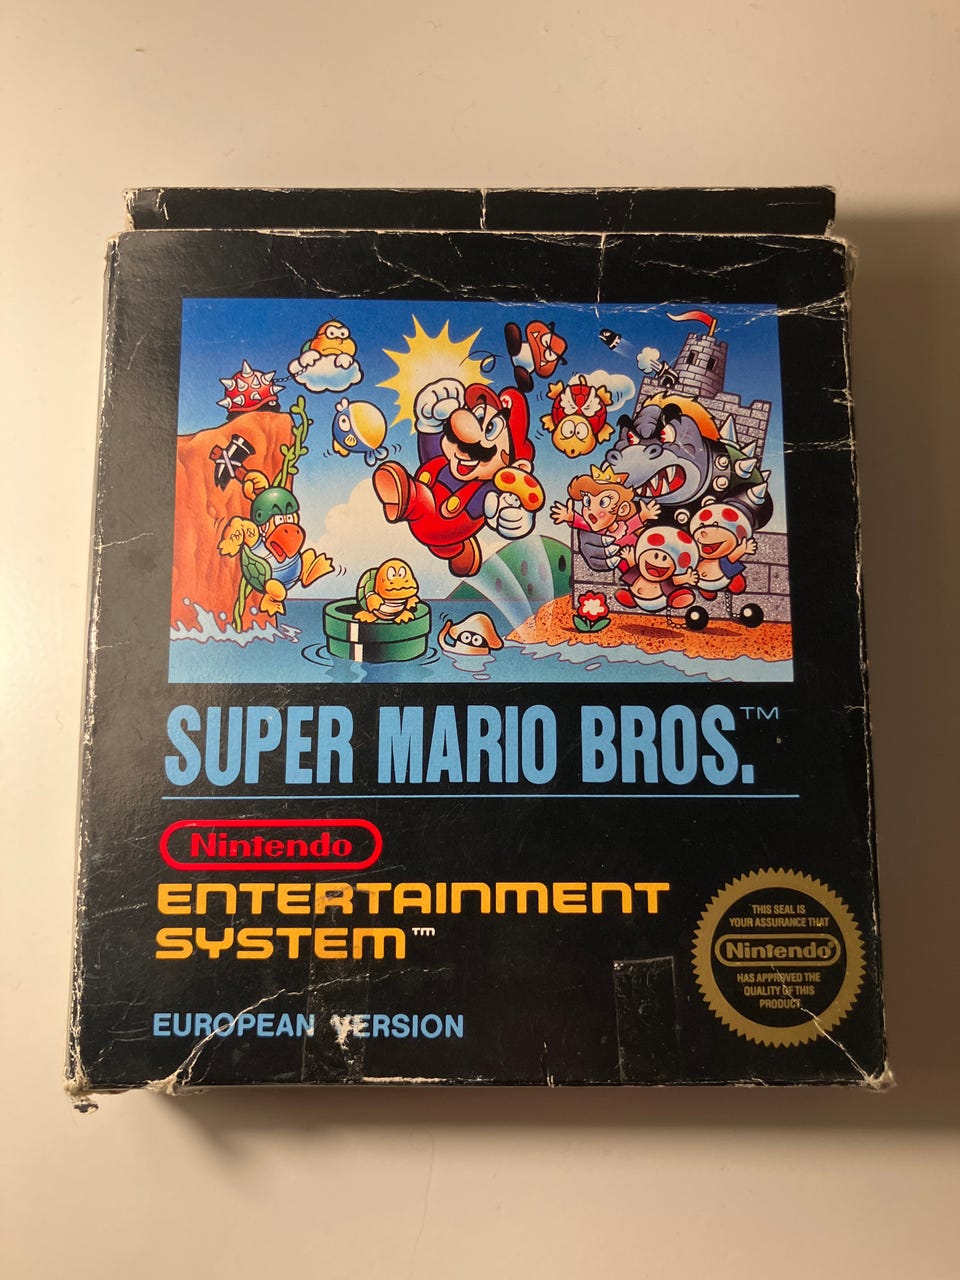 SUPER MARIO BROS.™
Nintendo
ENTERTAINMENT
SYSTEM™
EUROPEAN VERSION
THIS SEAL IS
YOUR ASSURANCE THAT
Nintendo®
HAS APPROVED THE
QUALITY OF THIS
PRODUCT.